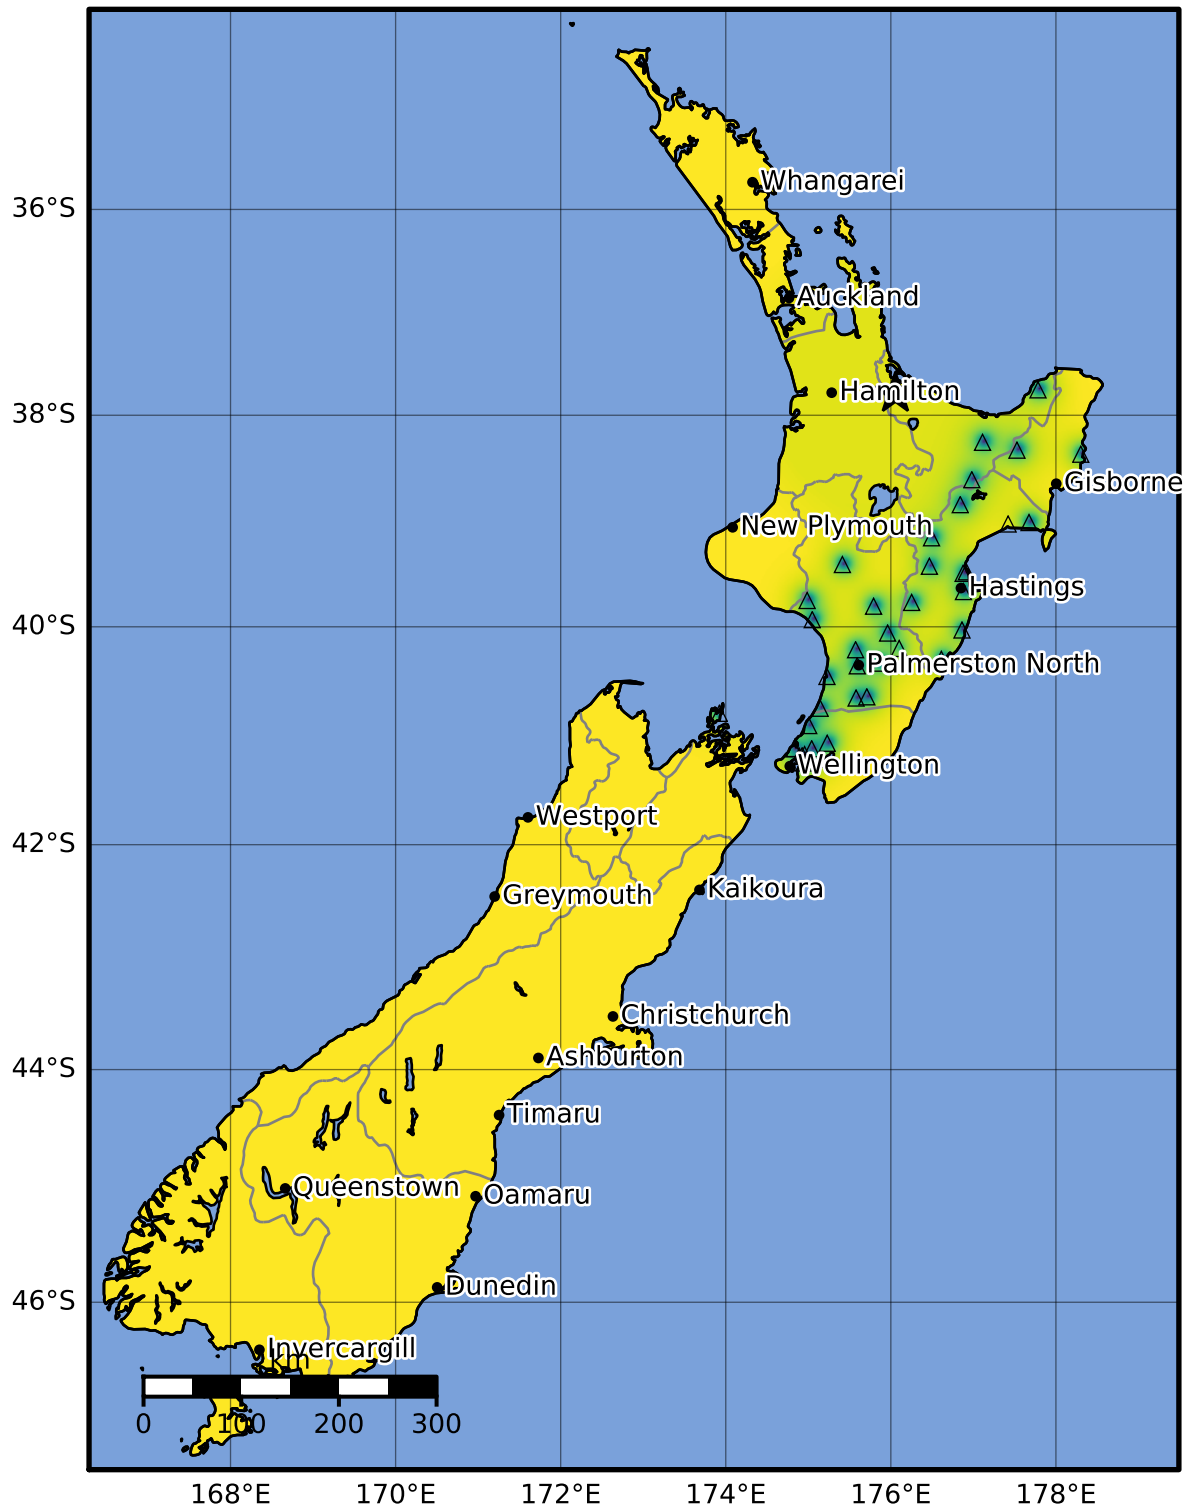 Whangarei
36°S
Auckland
Hamilton
38°S
Gisborne
New Plymouth
Hastings
40°S
Palmerston North
Wellington
Westport
42°S
Kaikoura
Greymouth
Christchurch
Ashburton
44°S
Timaru
Queenstown
Oamaru
Dunedin
46°S
Invercargill
km
0 100 200 300
168°E 170°E 172°E 174°E 176°E 178°E